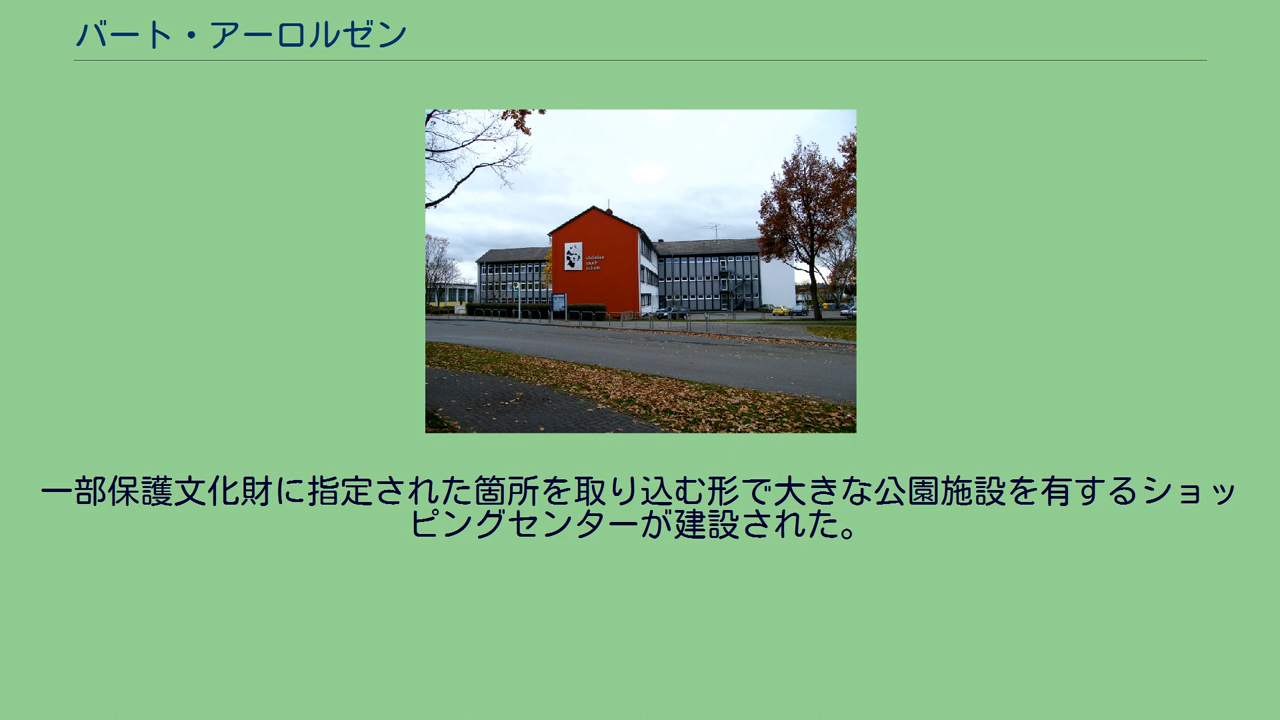 バート・アーロルゼン
一部保護文化財に指定された箇所を取り込む形で大きな公園施設を有するショッ
ピングセンターが建設された。